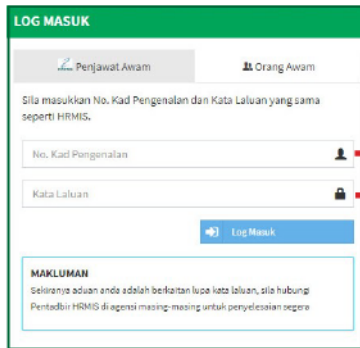 LOG MASUK
Penjawat Awam
Orang Awam
Sila masukkan No. Kad Pengenalan dan Kata Laluan yang sama
seperti HRMIS.
No. Kad Pengenalan
Kata Laluan
Log Masuk
MAKLUMAN
Sekiranya aduan anda adalah berkaitan lupa kata laluan, sila hubungi
Pentadbir HRMIS di agensi masing-masing untuk penyelesaian segera